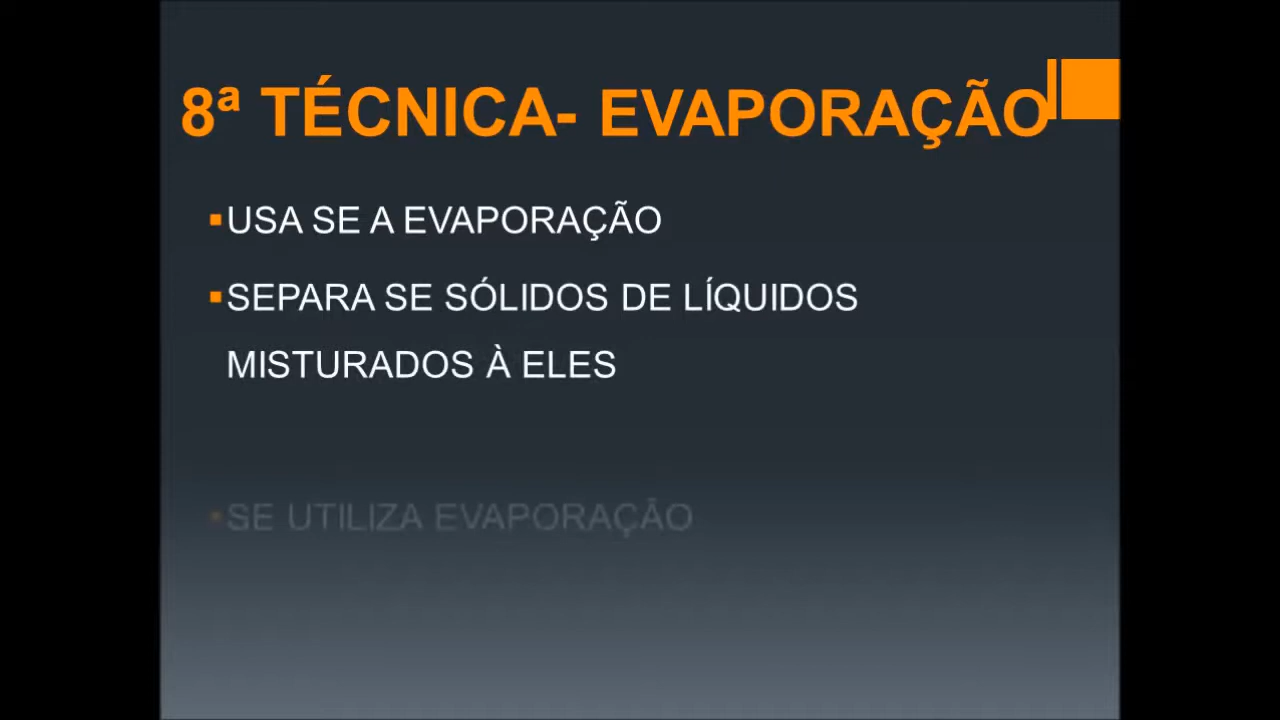 8ª TÉCNICA- EVAPORAÇÃO
USA SE A EVAPORAÇÃO
SEPARA SE SÓLIDOS DE LÍQUIDOS
MISTURADOS À ELES
SE UTILIZA EVAPORAÇÃO